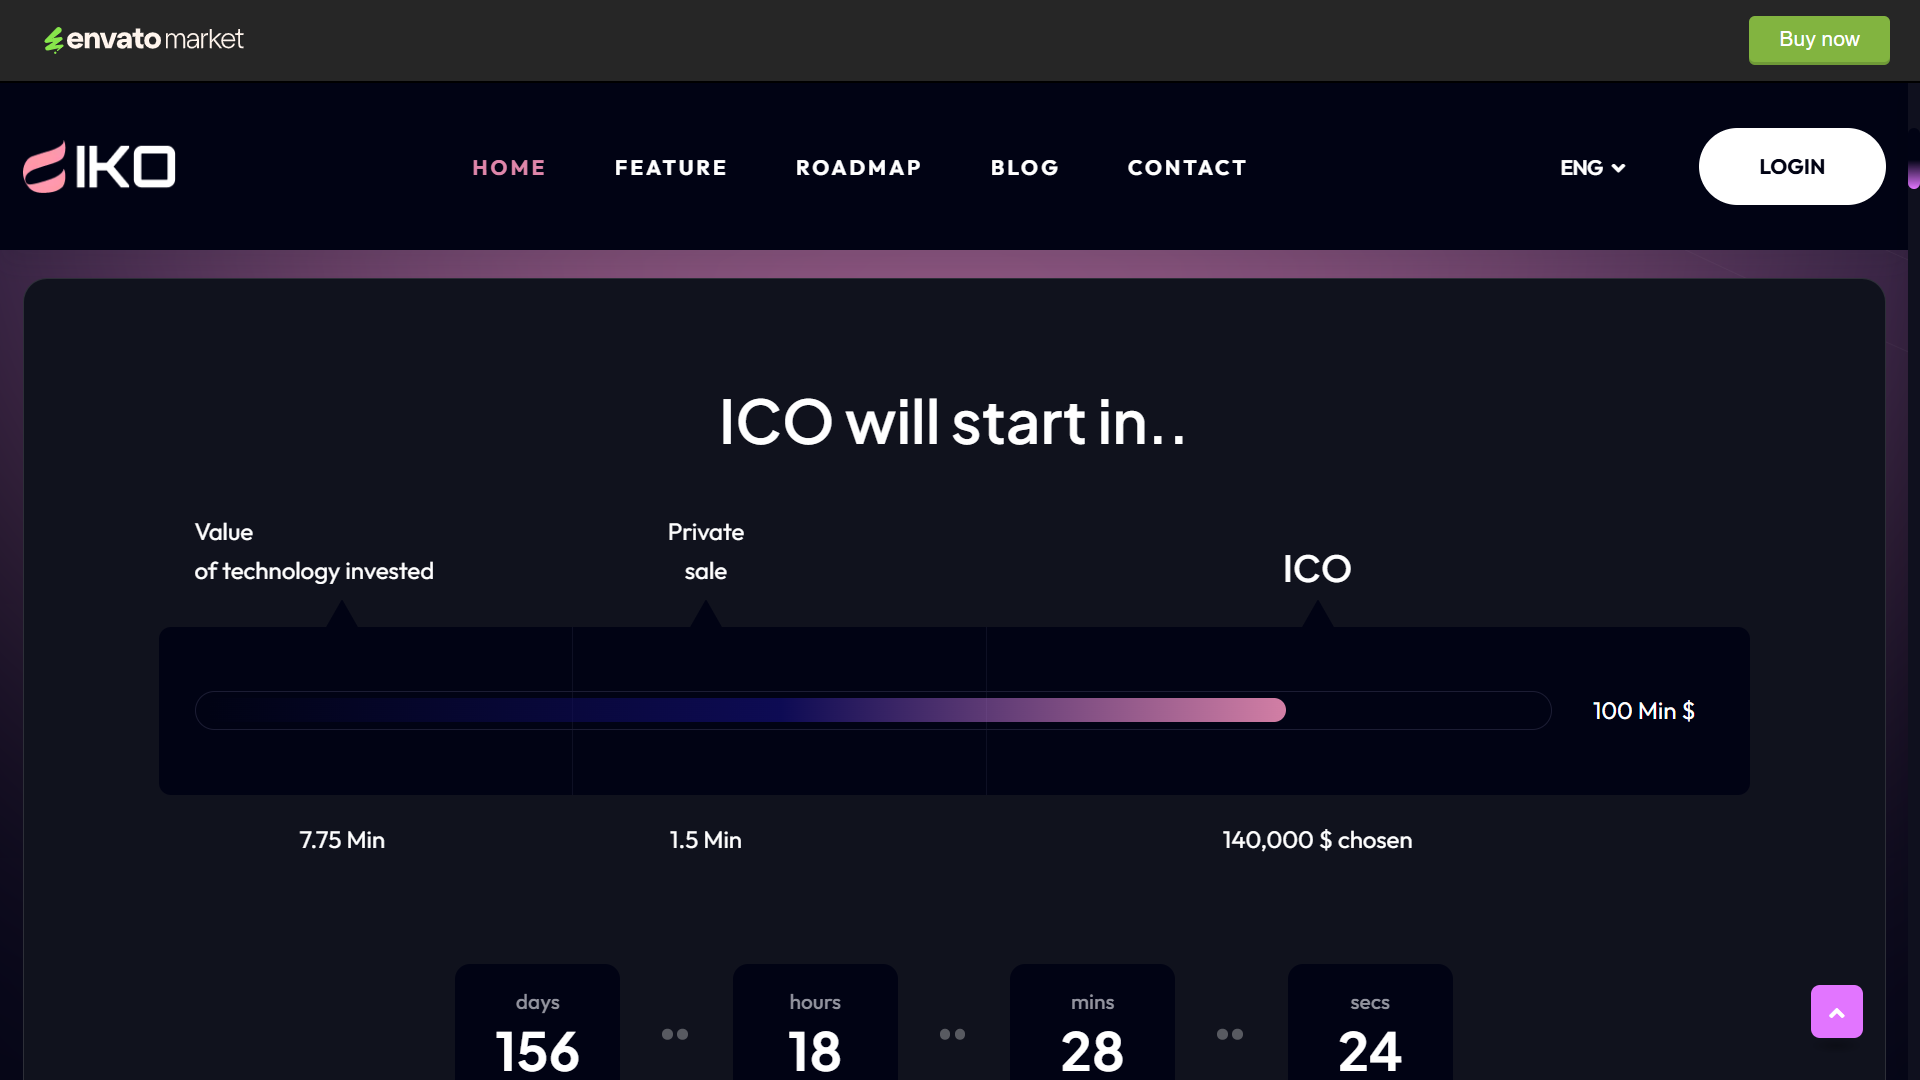 envato market
Buy now
IKO
HOME
FEATURE
ROADMAP
BLOG
CONTACT
ENG
LOGIN
ICO will start in..
Value
of technology invested
Private
sale
ICO
100 Min $
7.75 Min
1.5 Min
140,000 $ chosen
days
156
hours
18
mins
28
secs
24